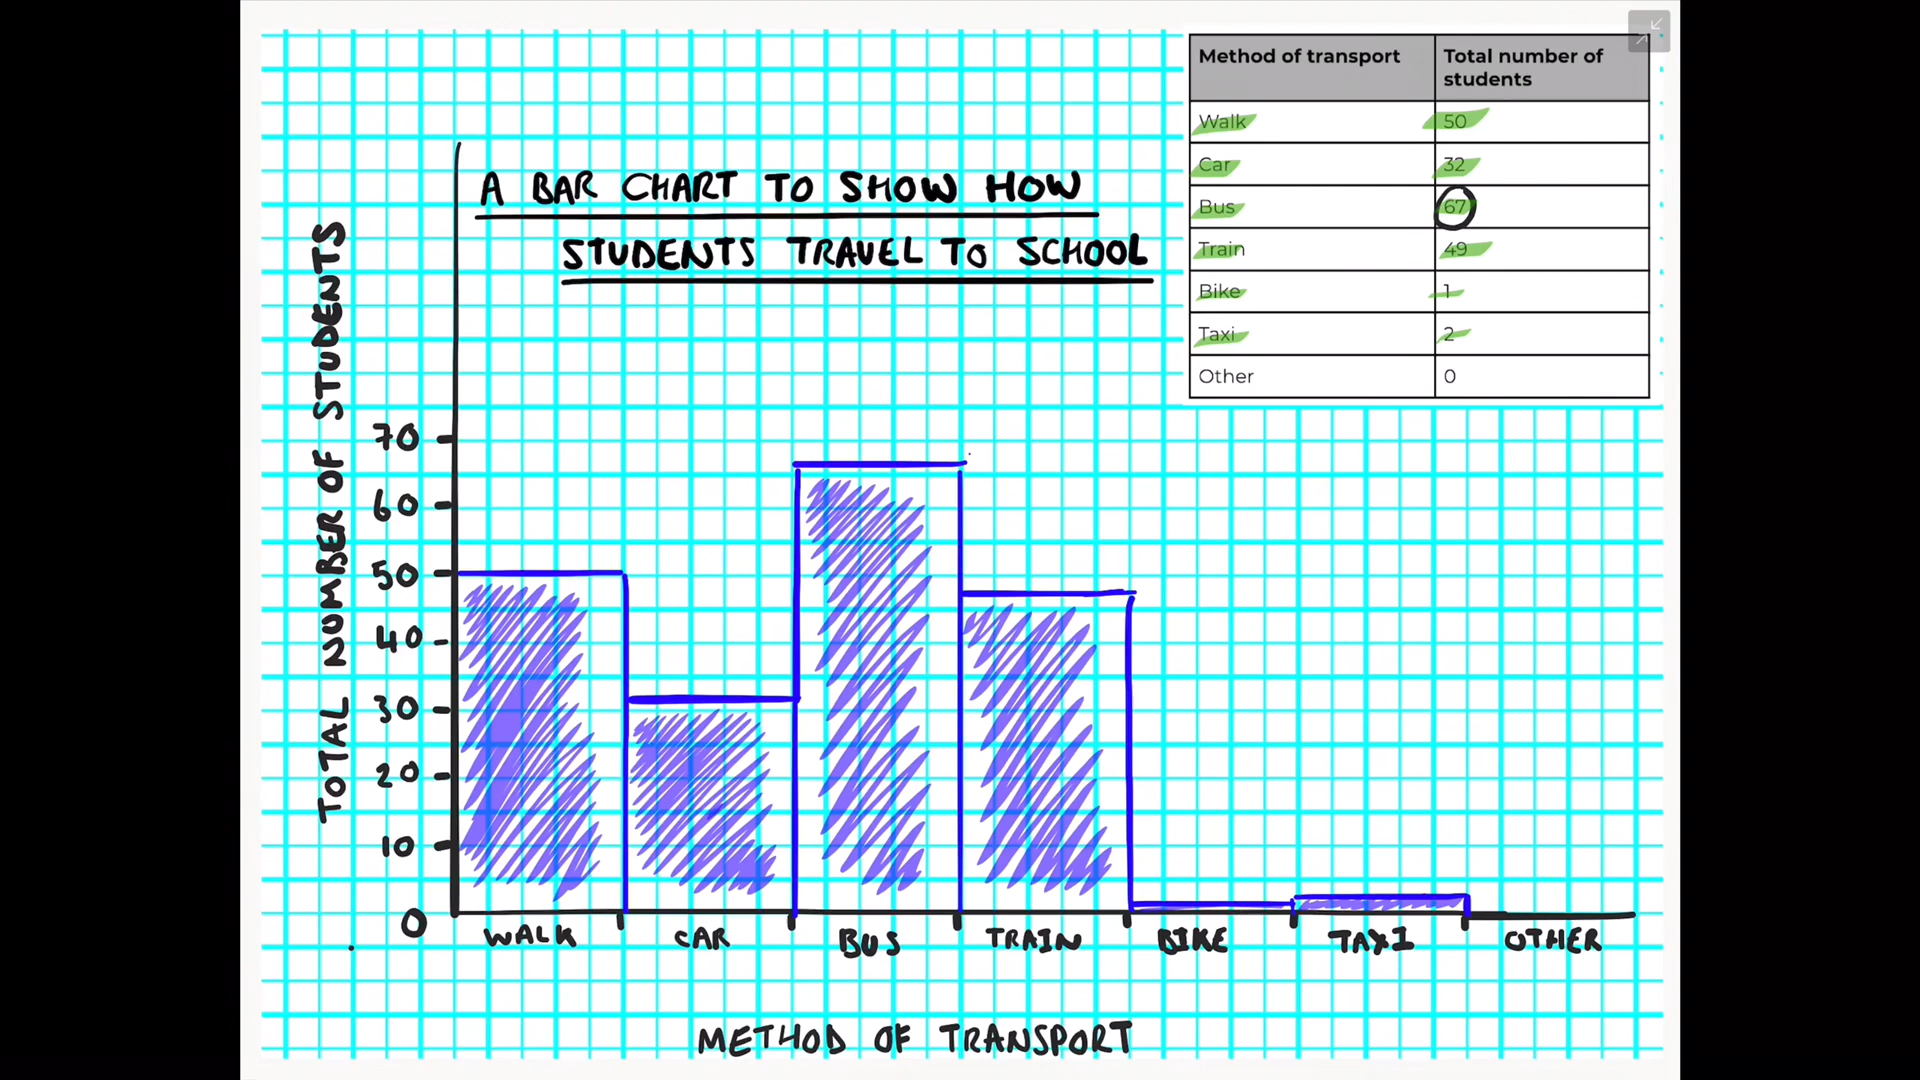 A BAR CHART TO SHOW HOW
STUDENTS TRAVEL TO SCHOOL
Method of transport Total number of
students
Walk 50
Car 32
Bus 67
Train 49
Bike 1
Taxi 2
Other 0
TOTAL NUMBER OF STUDENTS
70
60
50
40
30
20
10
0
WALK CAR BUS TRAIN BIKE TAXI OTHER
METHOD OF TRANSPORT